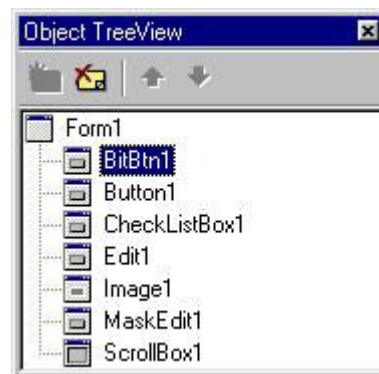 Object TreeView
Form1
BitBtn1
Button1
CheckListBox1
Edit1
Image1
MaskEdit1
ScrollBox1